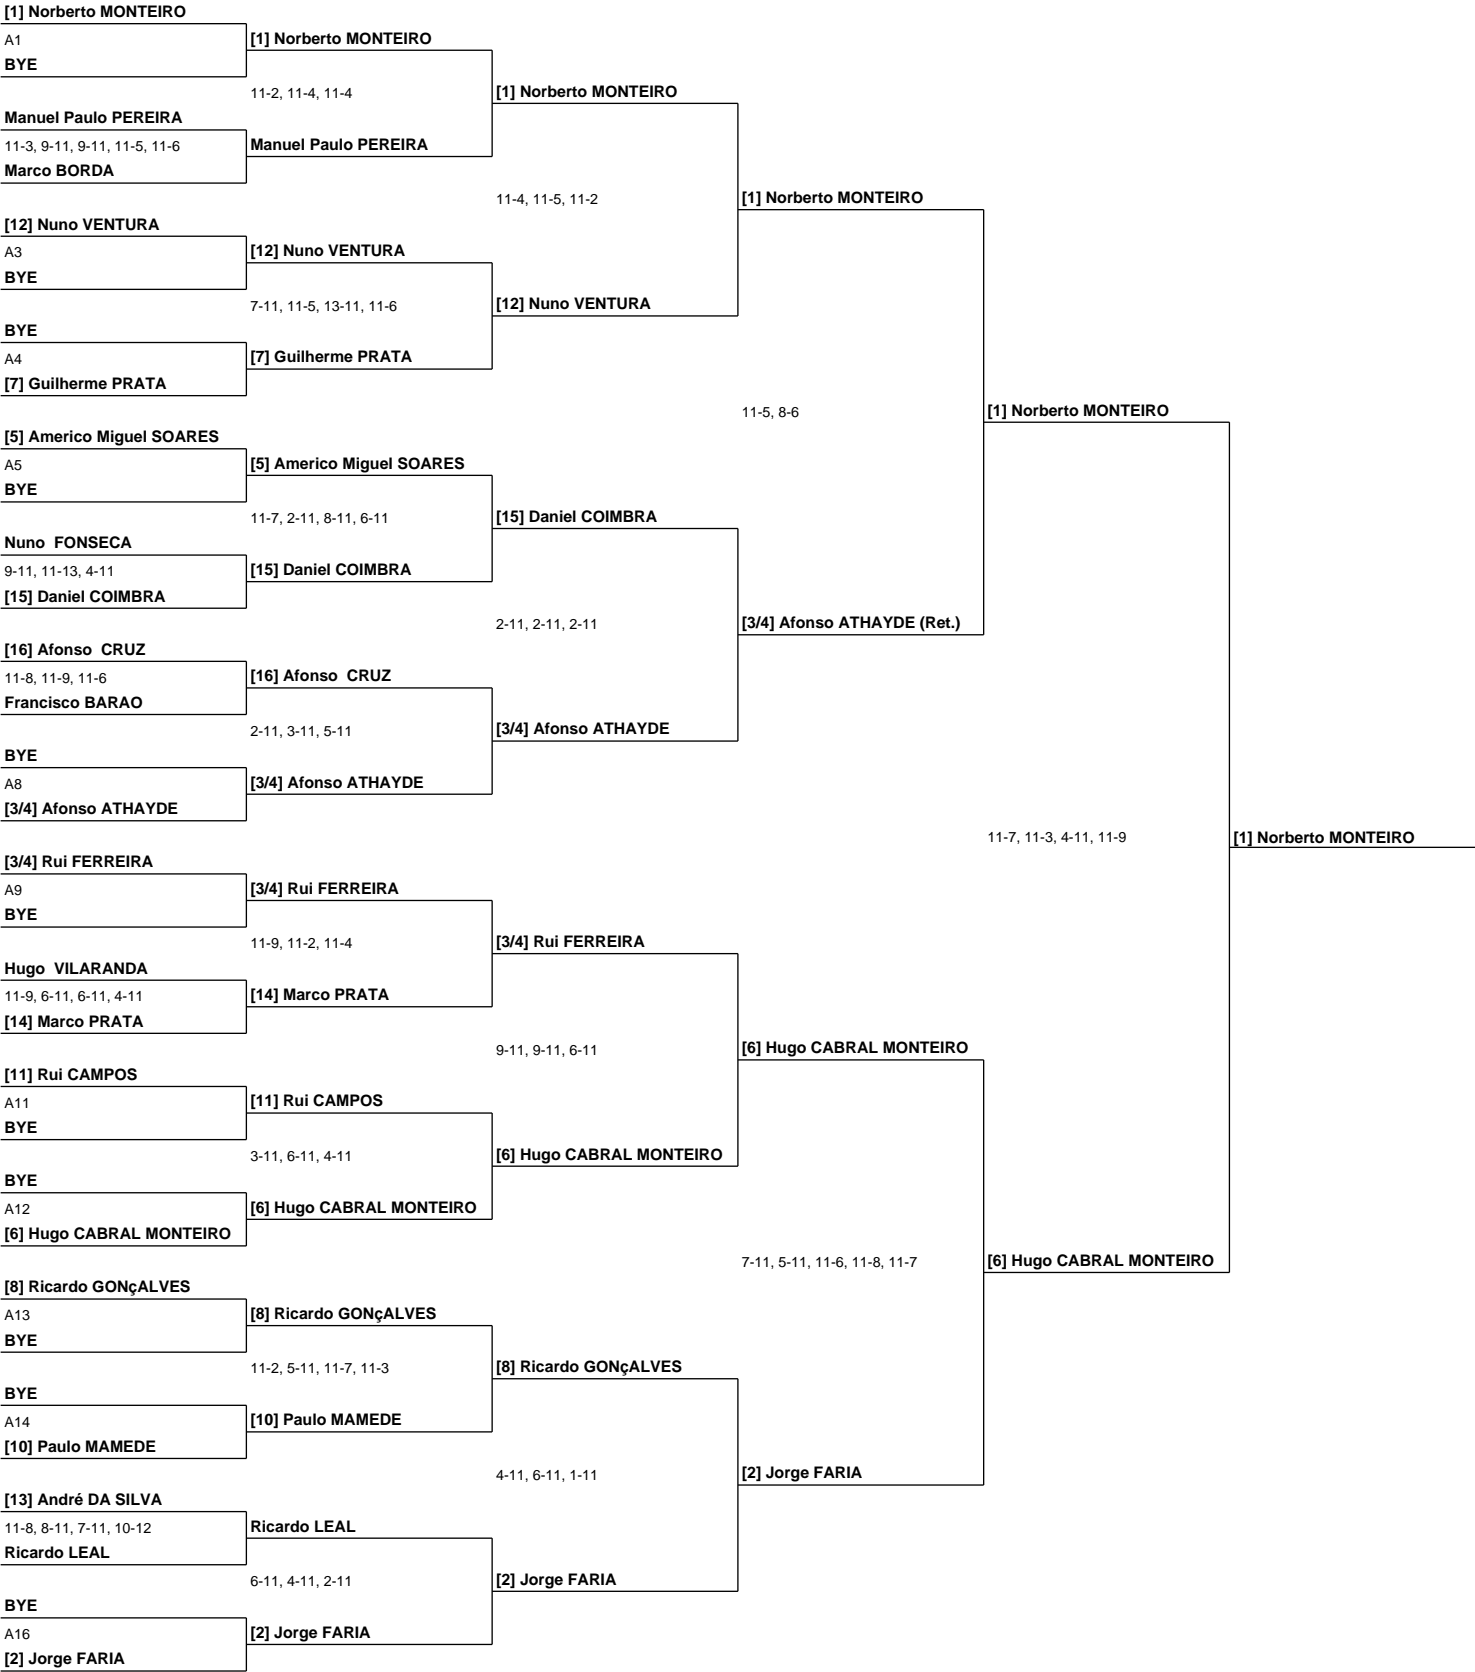 [1] Norberto MONTEIRO
A1
BYE
Manuel Paulo PEREIRA
11-3, 9-11, 9-11, 11-5, 11-6
Marco BORDA
[12] Nuno VENTURA
A3
BYE
BYE
A4
[7] Guilherme PRATA
[5] Americo Miguel SOARES
A5
BYE
Nuno  FONSECA
9-11, 11-13, 4-11
[15] Daniel COIMBRA
[16] Afonso  CRUZ
11-8, 11-9, 11-6
Francisco BARAO
BYE
A8
[3/4] Afonso ATHAYDE
[3/4] Rui FERREIRA
A9
BYE
Hugo  VILARANDA
11-9, 6-11, 6-11, 4-11
[14] Marco PRATA
[11] Rui CAMPOS
A11
BYE
BYE
A12
[6] Hugo CABRAL MONTEIRO
[8] Ricardo GONçALVES
A13
BYE
BYE
A14
[10] Paulo MAMEDE
[13] André DA SILVA
11-8, 8-11, 7-11, 10-12
Ricardo LEAL
BYE
A16
[2] Jorge FARIA
[1] Norberto MONTEIRO
11-2, 11-4, 11-4
Manuel Paulo PEREIRA
[12] Nuno VENTURA
7-11, 11-5, 13-11, 11-6
[7] Guilherme PRATA
[5] Americo Miguel SOARES
11-7, 2-11, 8-11, 6-11
[15] Daniel COIMBRA
[16] Afonso  CRUZ
2-11, 3-11, 5-11
[3/4] Afonso ATHAYDE
[3/4] Rui FERREIRA
11-9, 11-2, 11-4
[14] Marco PRATA
[11] Rui CAMPOS
3-11, 6-11, 4-11
[6] Hugo CABRAL MONTEIRO
[8] Ricardo GONçALVES
11-2, 5-11, 11-7, 11-3
[10] Paulo MAMEDE
Ricardo LEAL
6-11, 4-11, 2-11
[2] Jorge FARIA
[1] Norberto MONTEIRO
11-4, 11-5, 11-2
[12] Nuno VENTURA
[15] Daniel COIMBRA
2-11, 2-11, 2-11
[3/4] Afonso ATHAYDE
[3/4] Rui FERREIRA
9-11, 9-11, 6-11
[6] Hugo CABRAL MONTEIRO
[8] Ricardo GONçALVES
4-11, 6-11, 1-11
[2] Jorge FARIA
[1] Norberto MONTEIRO
11-5, 8-6
[3/4] Afonso ATHAYDE (Ret.)
[6] Hugo CABRAL MONTEIRO
7-11, 5-11, 11-6, 11-8, 11-7
[2] Jorge FARIA
[1] Norberto MONTEIRO
11-7, 11-3, 4-11, 11-9
[6] Hugo CABRAL MONTEIRO
[1] Norberto MONTEIRO